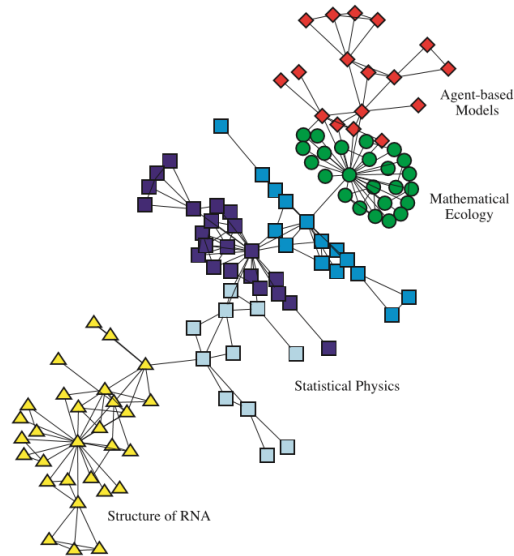 Agent-based
Models
Mathematical
Ecology
Statistical Physics
Structure of RNA